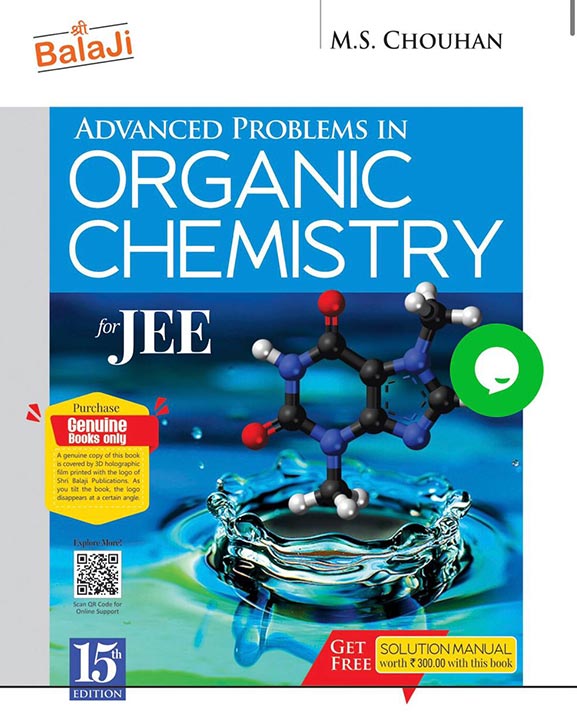 श्री
BalaJi
M.S. CHOUHAN
ADVANCED PROBLEMS IN
ORGANIC
CHEMISTRY
for JEE
Purchase
Genuine
Books only
A genuine copy of this book
is covered by 3D holographic
film printed with the logo of
Shri Balaji Publications. As
you tilt the book, the logo
disappears at a certain angle.
Explore More!
Scan QR Code for
Online Support
15th
EDITION
GET
FREE
SOLUTION MANUAL
worth ₹ 300.00 with this book